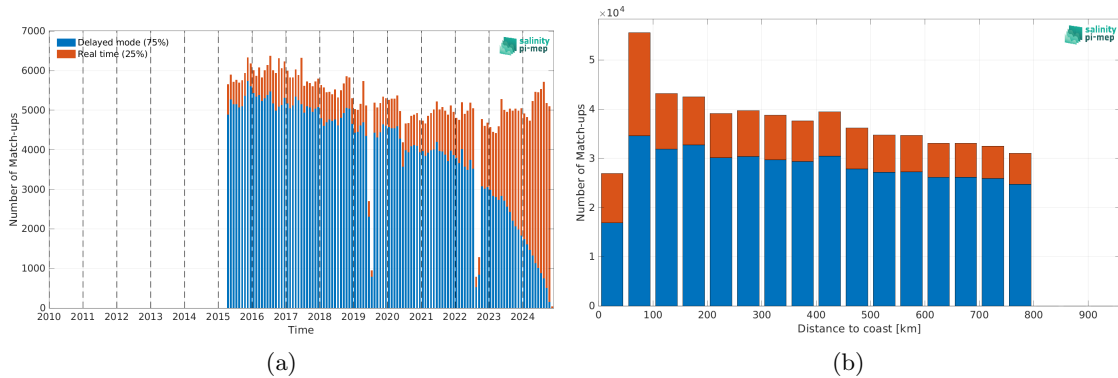 7000
6000
5000
4000
3000
2000
1000
0
Number of Match-ups
Delayed mode (75%)
Real time (25%)
salinity
pi-mep
2010 2011 2012 2013 2014 2015 2016 2017 2018 2019 2020 2021 2022 2023 2024
Time
(a)
×10⁴
5
4
3
2
1
0
Number of Match-ups
salinity
pi-mep
0 100 200 300 400 500 600 700 800 900
Distance to coast [km]
(b)